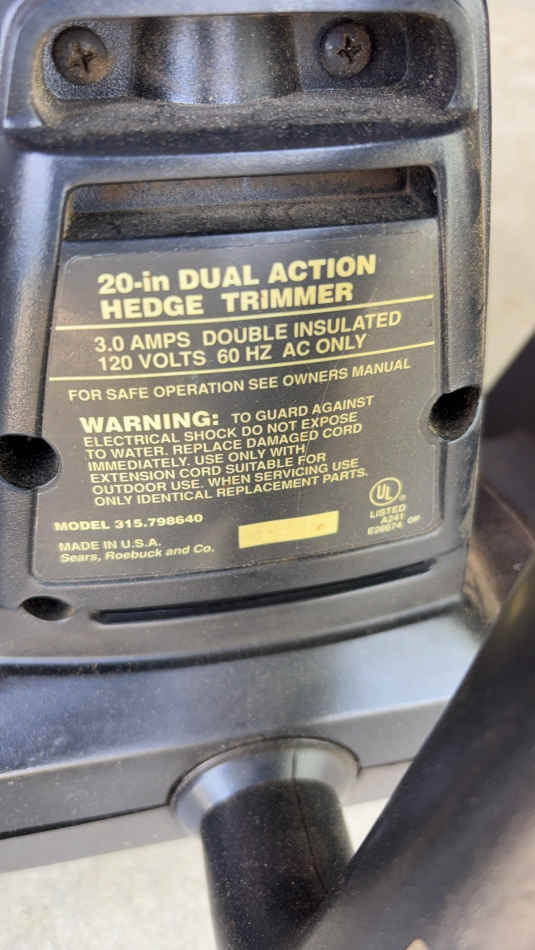 20-in DUAL ACTION
HEDGE TRIMMER
3.0 AMPS DOUBLE INSULATED
120 VOLTS 60 HZ AC ONLY
FOR SAFE OPERATION SEE OWNERS MANUAL
WARNING: TO GUARD AGAINST
ELECTRICAL SHOCK DO NOT EXPOSE
TO WATER. REPLACE DAMAGED CORD
IMMEDIATELY. USE ONLY WITH
EXTENSION CORD SUITABLE FOR
OUTDOOR USE. WHEN SERVICING USE
ONLY IDENTICAL REPLACEMENT PARTS.
MODEL 315.798640
MADE IN U.S.A.
Sears, Roebuck and Co.
UL ®
LISTED
A241
E26674 OP